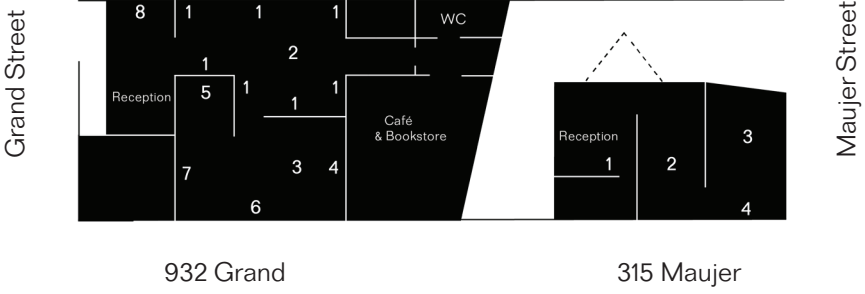 Grand Street
8 1 1 1 WC
2
1
Reception 5 1 1 1
Café
& Bookstore
7 3 4
6
Reception
1 2 3
4
Maujer Street
932 Grand 315 Maujer